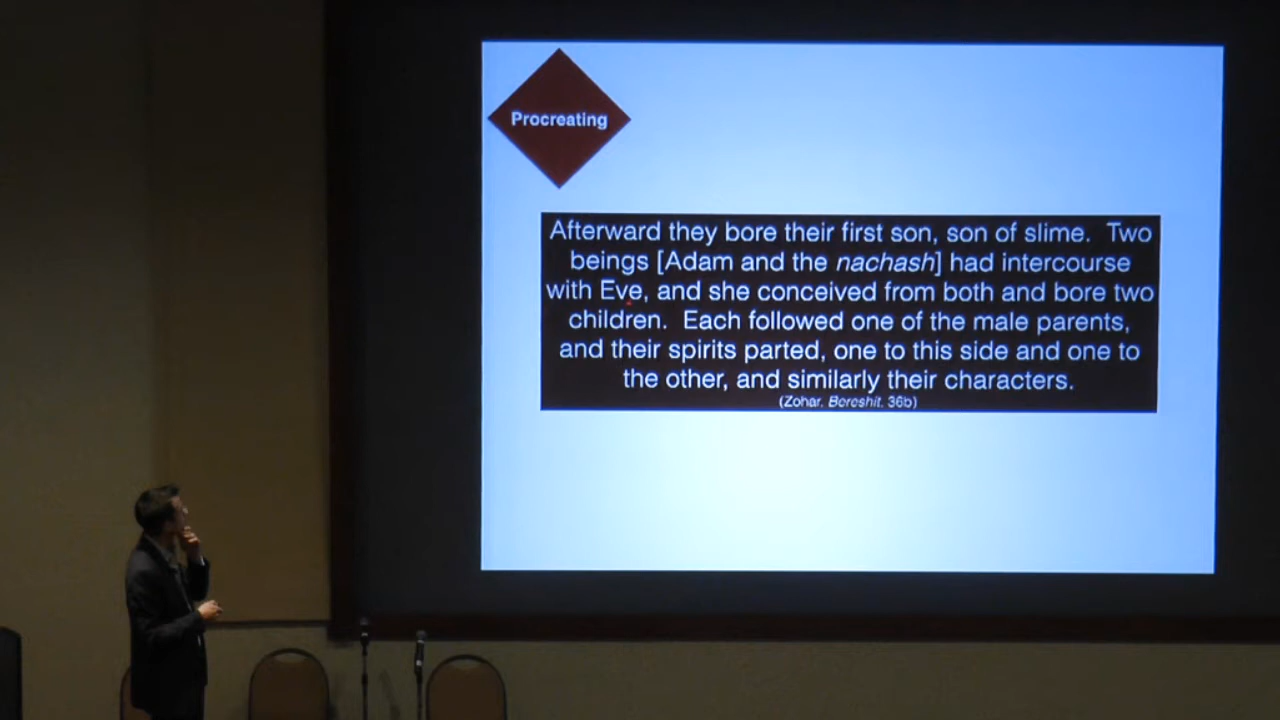 Procreating
Afterward they bore their first son, son of slime. Two
beings [Adam and the nachash] had intercourse
with Eve, and she conceived from both and bore two
children. Each followed one of the male parents,
and their spirits parted, one to this side and one to
the other, and similarly their characters.
(Zohar, Bereshit, 36b)